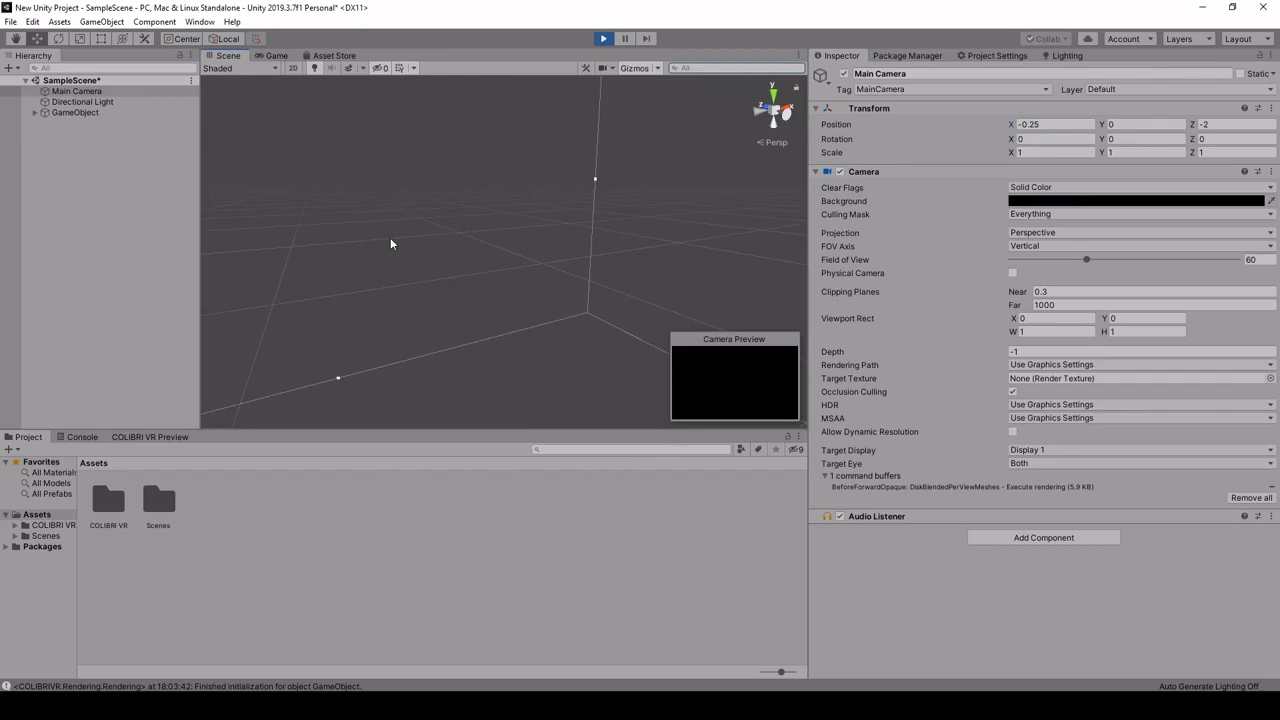 New Unity Project - SampleScene - PC, Mac & Linux Standalone - Unity 2019.3.7f1 Personal* <DX11>
File Edit Assets GameObject Component Window Help
Center Local Collab Account Layers Layout
Hierarchy
All
SampleScene*
Main Camera
Directional Light
GameObject
Scene Game Asset Store
Shaded 2D 0 Gizmos All
y
z x
Persp
Camera Preview
Inspector Package Manager Project Settings Lighting
Main Camera Static
Tag MainCamera Layer Default
Transform
Position X -0.25 Y 0 Z -2
Rotation X 0 Y 0 Z 0
Scale X 1 Y 1 Z 1
Camera
Clear Flags Solid Color
Background
Culling Mask Everything
Projection Perspective
FOV Axis Vertical
Field of View 60
Physical Camera
Clipping Planes Near 0.3
Far 1000
Viewport Rect X 0 Y 0
W 1 H 1
Depth -1
Rendering Path Use Graphics Settings
Target Texture None (Render Texture)
Occlusion Culling
HDR Use Graphics Settings
MSAA Use Graphics Settings
Allow Dynamic Resolution
Target Display Display 1
Target Eye Both
1 command buffers
BeforeForwardOpaque: DiskBlendedPerViewMeshes - Execute rendering (5.9 KB)
Remove all
Audio Listener
Add Component
Project Console COLIBRI VR Preview
9
Favorites
All Materials
All Models
All Prefabs
Assets
COLIBRI VR
Scenes
Packages
Assets
COLIBRI VR Scenes
<COLIBRIVR.Rendering.Rendering> at 18:03:42: Finished initialization for object GameObject.
Auto Generate Lighting Off